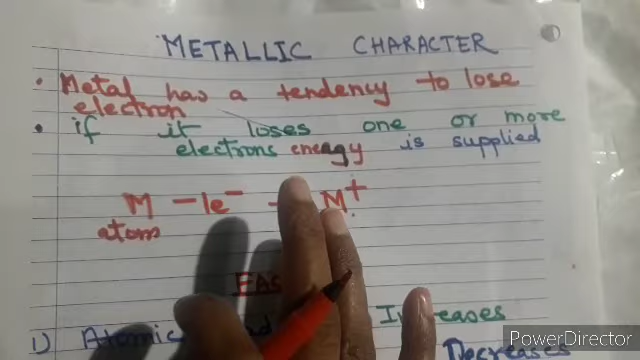 METALLIC CHARACTER
• Metal has a tendency to lose
electron
• if it loses one or more
electrons energy is supplied
M - 1e⁻ M⁺
atom
1) Atomic Increases
Decreases
PowerDirector